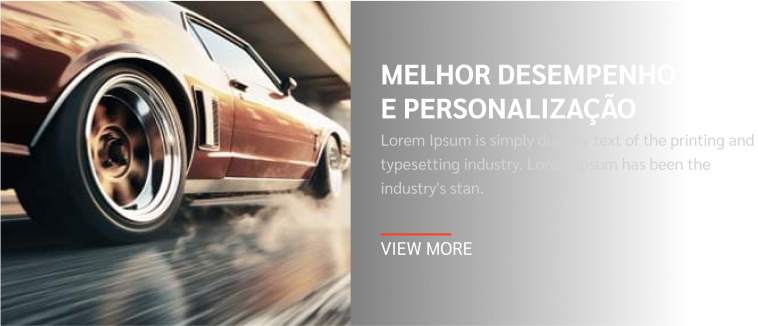 MELHOR DESEMPENHO
E PERSONALIZAÇÃO
Lorem Ipsum is simply text of the printing and
typesetting industry. Lorem Ipsum has been the
industry's stan.
VIEW MORE